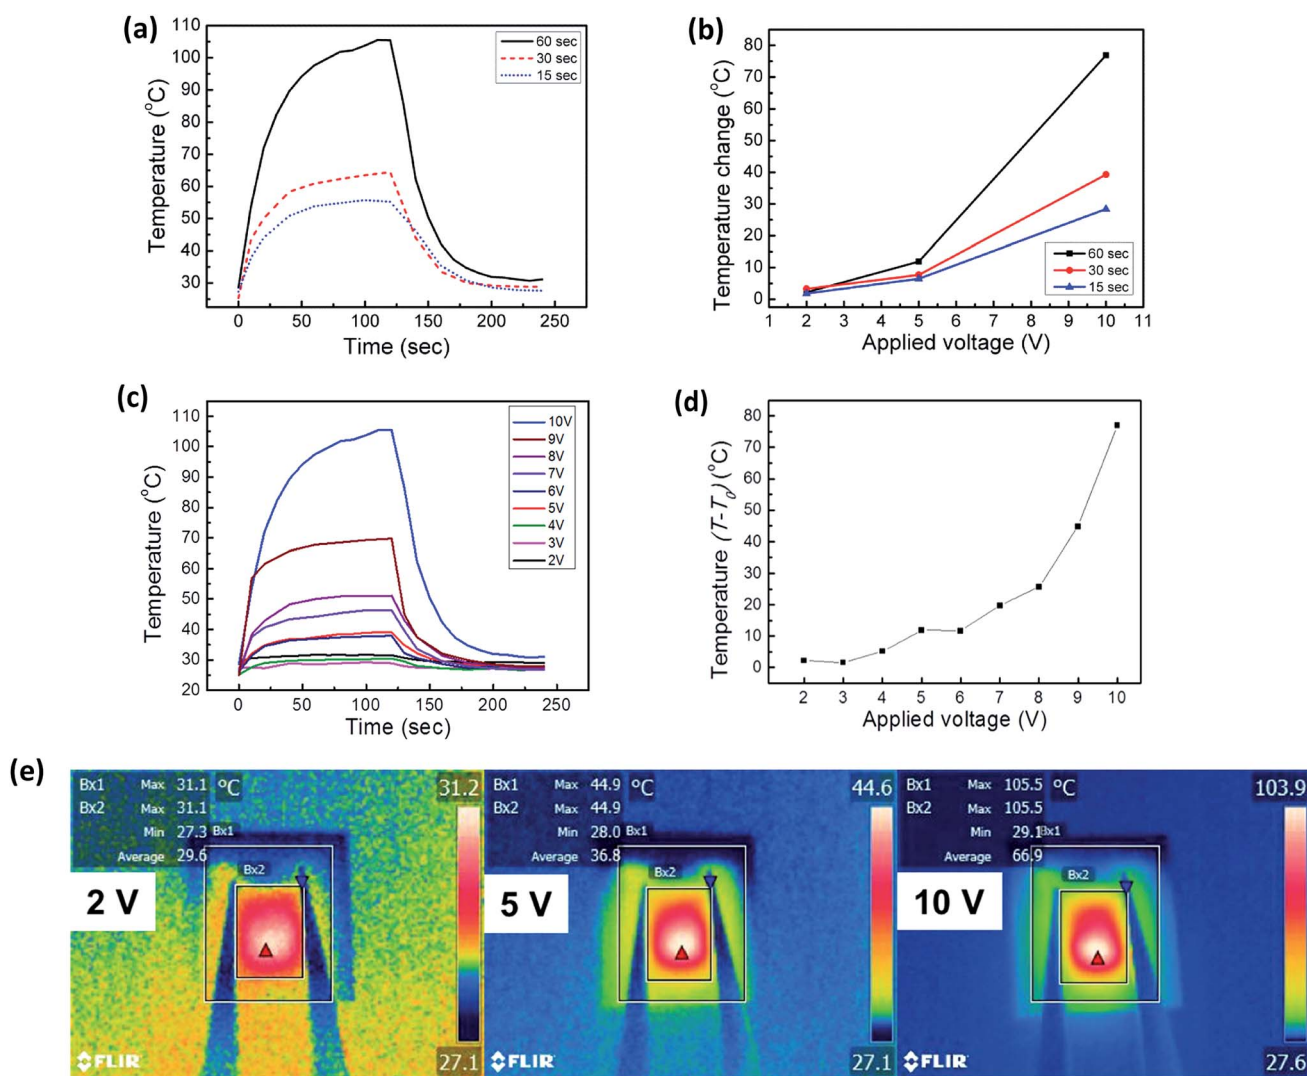 (a)
110
100
90
80
70
60
50
40
30
Temperature (°C)
0 50 100 150 200 250
Time (sec)
60 sec
30 sec
15 sec
(b)
80
70
60
50
40
30
20
10
0
Temperature change (°C)
1 2 3 4 5 6 7 8 9 10 11
Applied voltage (V)
60 sec
30 sec
15 sec
(c)
110
100
90
80
70
60
50
40
30
20
Temperature (°C)
0 50 100 150 200 250
Time (sec)
10V
9V
8V
7V
6V
5V
4V
3V
2V
(d)
80
70
60
50
40
30
20
10
0
Temperature (T-T0) (°C)
2 3 4 5 6 7 8 9 10
Applied voltage (V)
(e)
Bx1 Max 31.1 °C 31.2
Bx2 Max 31.1
Min 27.3
Bx1
Average 29.6
Bx2
2 V
FLIR
27.1
Bx1 Max 44.9 °C 44.6
Bx2 Max 44.9
Min 28.0
Bx1
Average 36.8
Bx2
5 V
FLIR
27.1
Bx1 Max 105.5 °C 103.9
Bx2 Max 105.5
Min 29.1
Bx1
Average 66.9
Bx2
10 V
FLIR
27.6